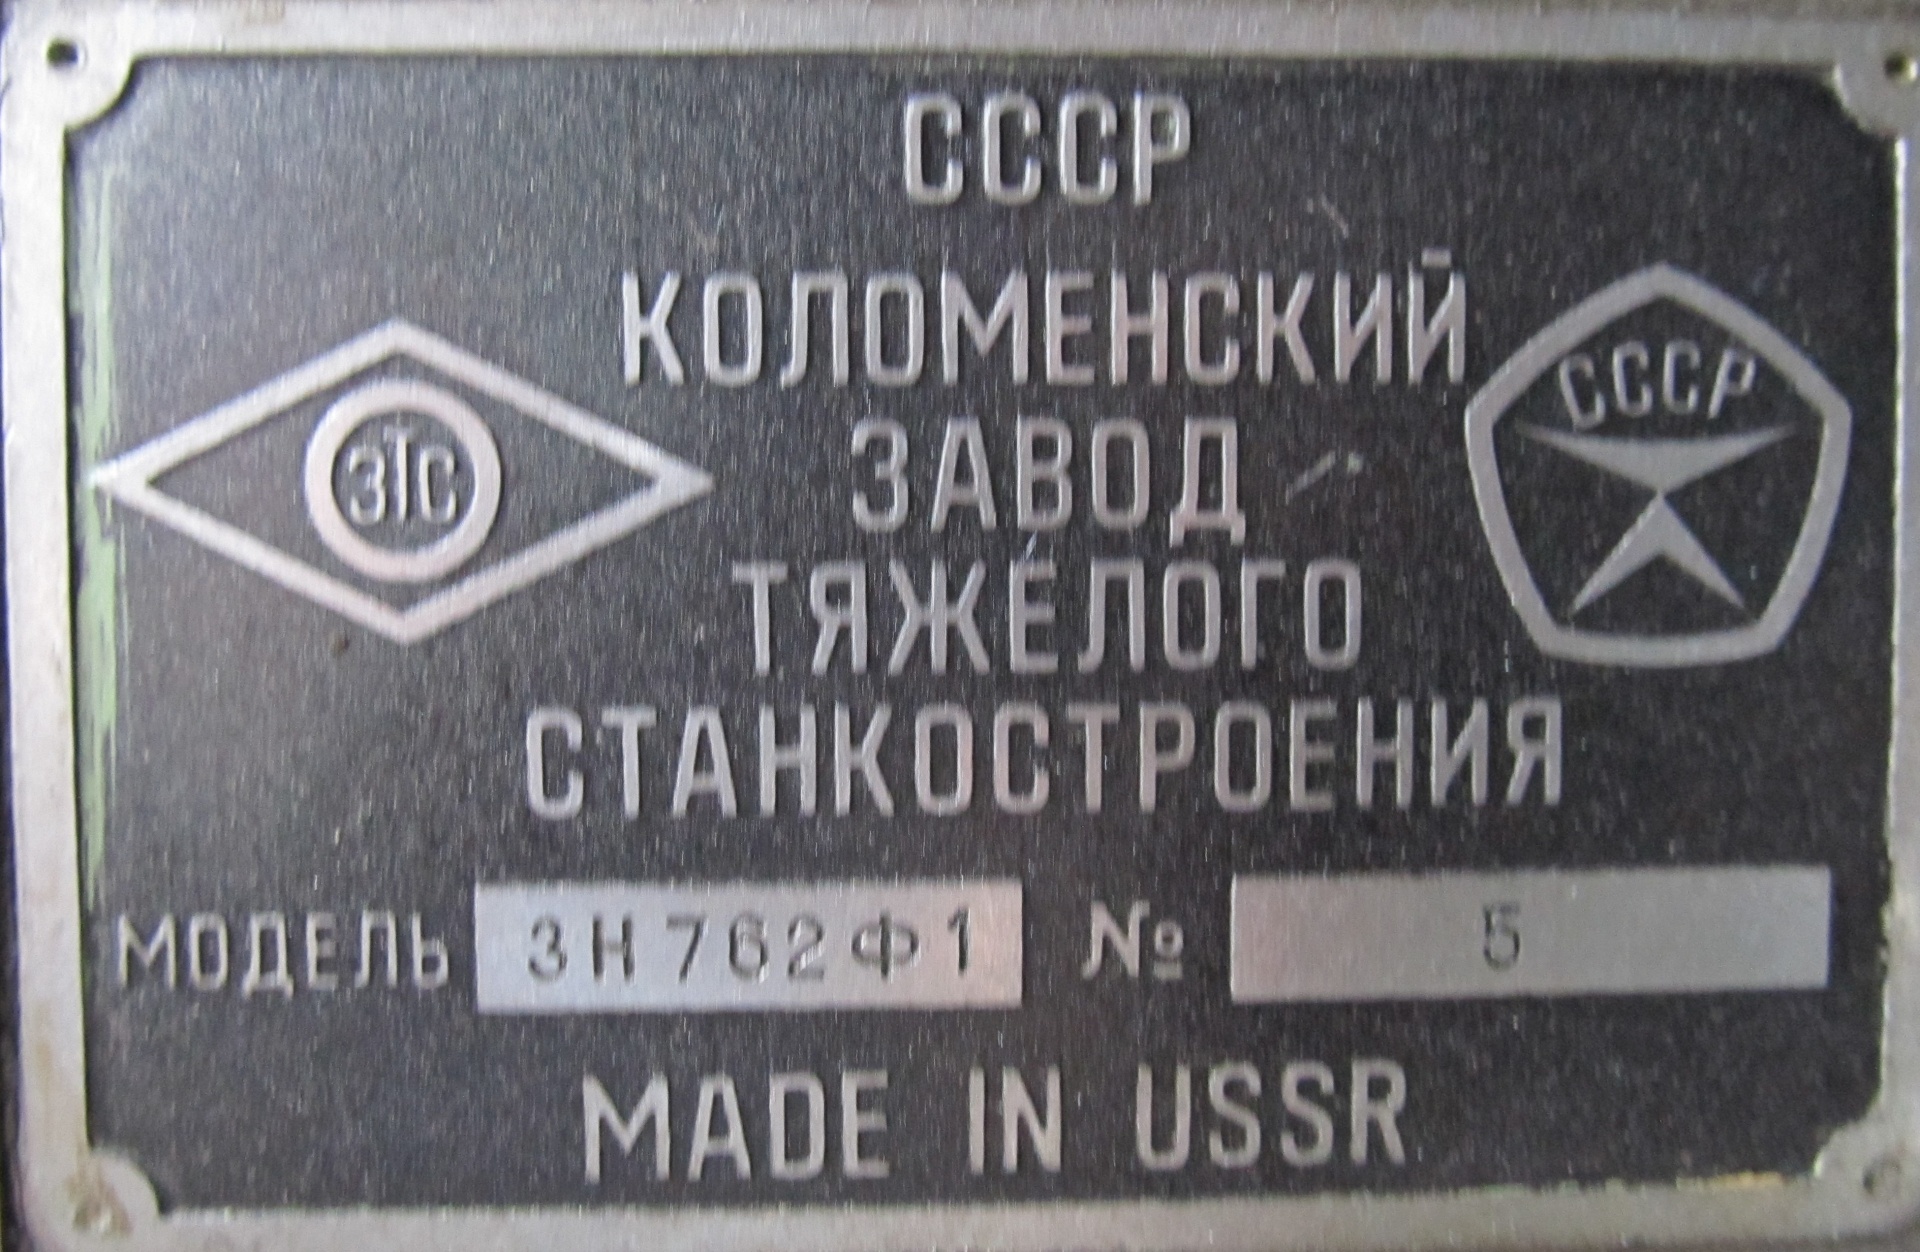 СССР
КОЛОМЕНСКИЙ
ЗАВОД
ТЯЖЁЛОГО
СТАНКОСТРОЕНИЯ
ЗТС
СССР
МОДЕЛЬ 3Н762Ф1 № 5
MADE IN USSR